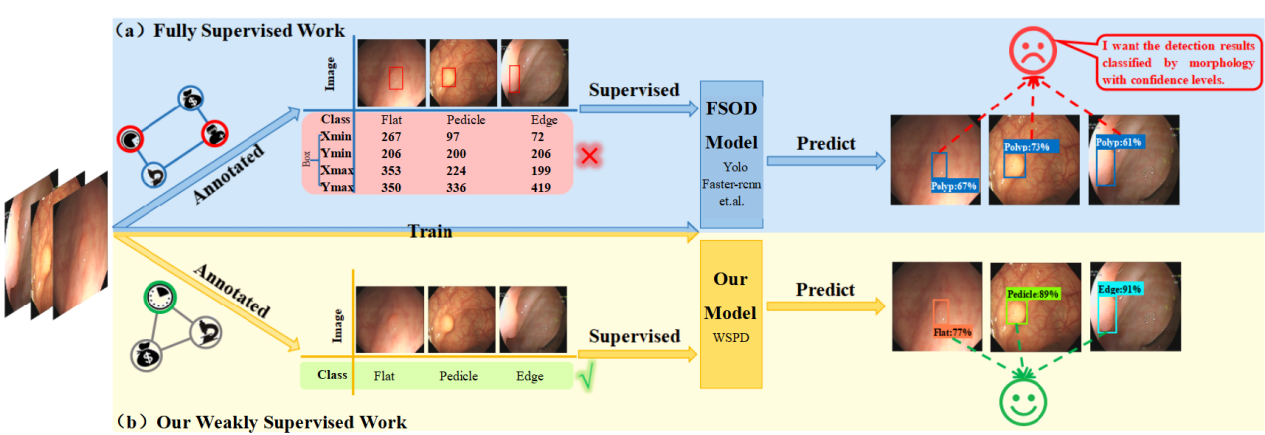 （a）Fully Supervised Work
Image
Class Flat Pedicle Edge
Box
Xmin 267 97 72
Ymin 206 200 206
Xmax 353 224 199
Ymax 350 336 419
Annotated
Supervised
FSOD
Model
Yolo
Faster-rcnn
et.al.
Predict
I want the detection results
classified by morphology
with confidence levels.
Polyp:67%
Polyp:73%
Polyp:61%
Train
Annotated
Image
Class Flat Pedicle Edge
Supervised
Our
Model
WSPD
Predict
Flat:77%
Pedicle:89%
Edge:91%
（b）Our Weakly Supervised Work